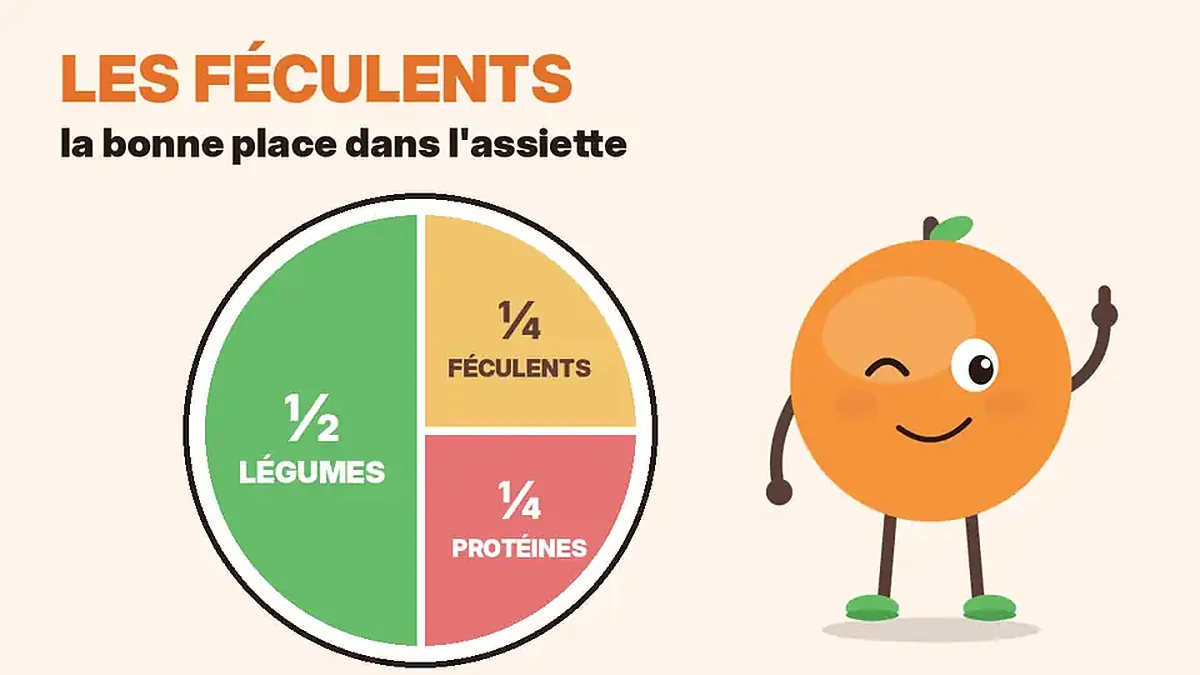 LES FÉCULENTS
la bonne place dans l'assiette
½
LÉGUMES
¼
FÉCULENTS
¼
PROTÉINES